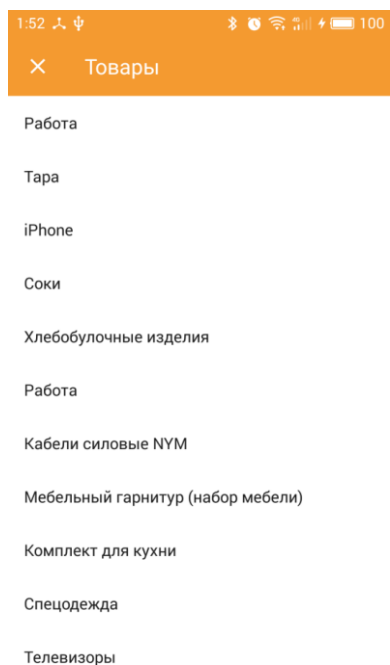 1:52 100
Товары
Работа
Тара
iPhone
Соки
Хлебобулочные изделия
Работа
Кабели силовые NYM
Мебельный гарнитур (набор мебели)
Комплект для кухни
Спецодежда
Телевизоры